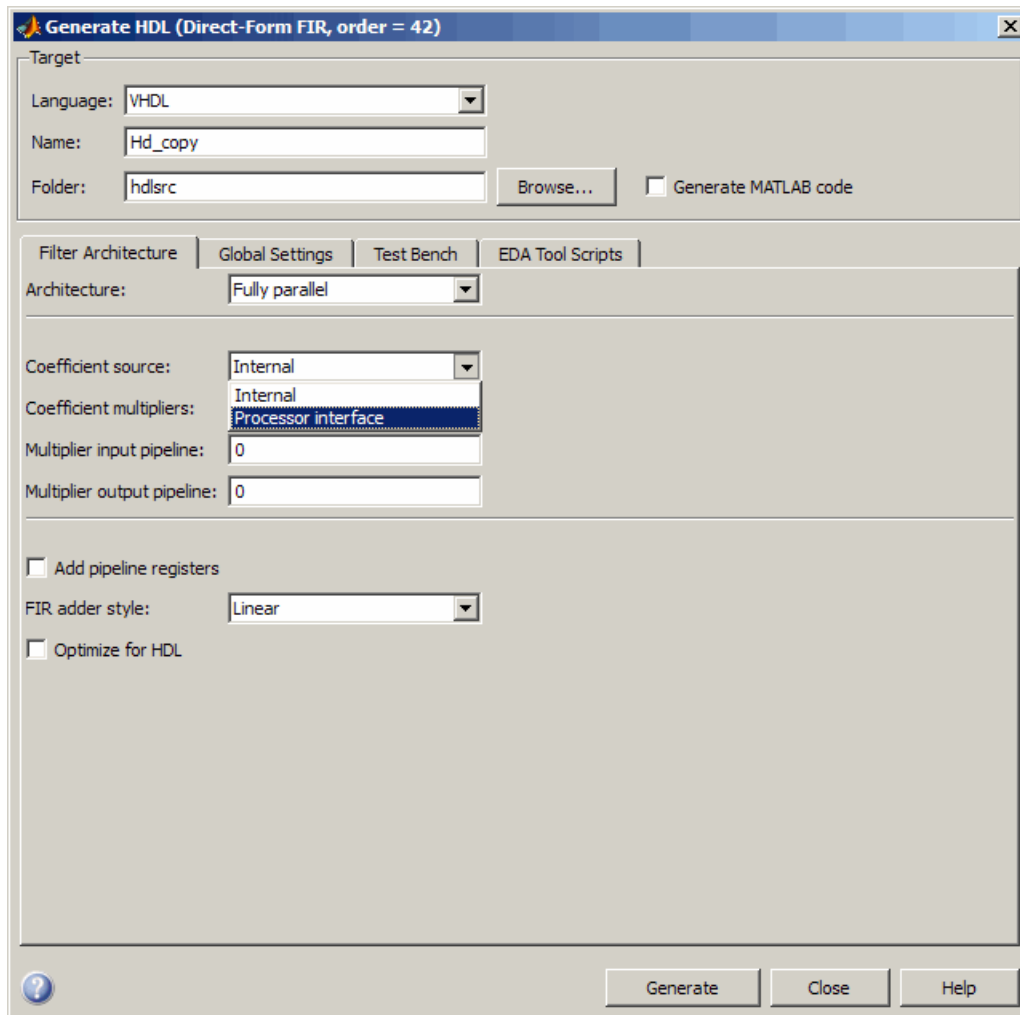 Generate HDL (Direct-Form FIR, order = 42)
Target
Language: VHDL
Name: Hd_copy
Folder: hdlsrc Browse... Generate MATLAB code
Filter Architecture Global Settings Test Bench EDA Tool Scripts
Architecture: Fully parallel
Coefficient source: Internal
Internal
Coefficient multipliers: Processor interface
Multiplier input pipeline: 0
Multiplier output pipeline: 0
Add pipeline registers
FIR adder style: Linear
Optimize for HDL
? Generate Close Help